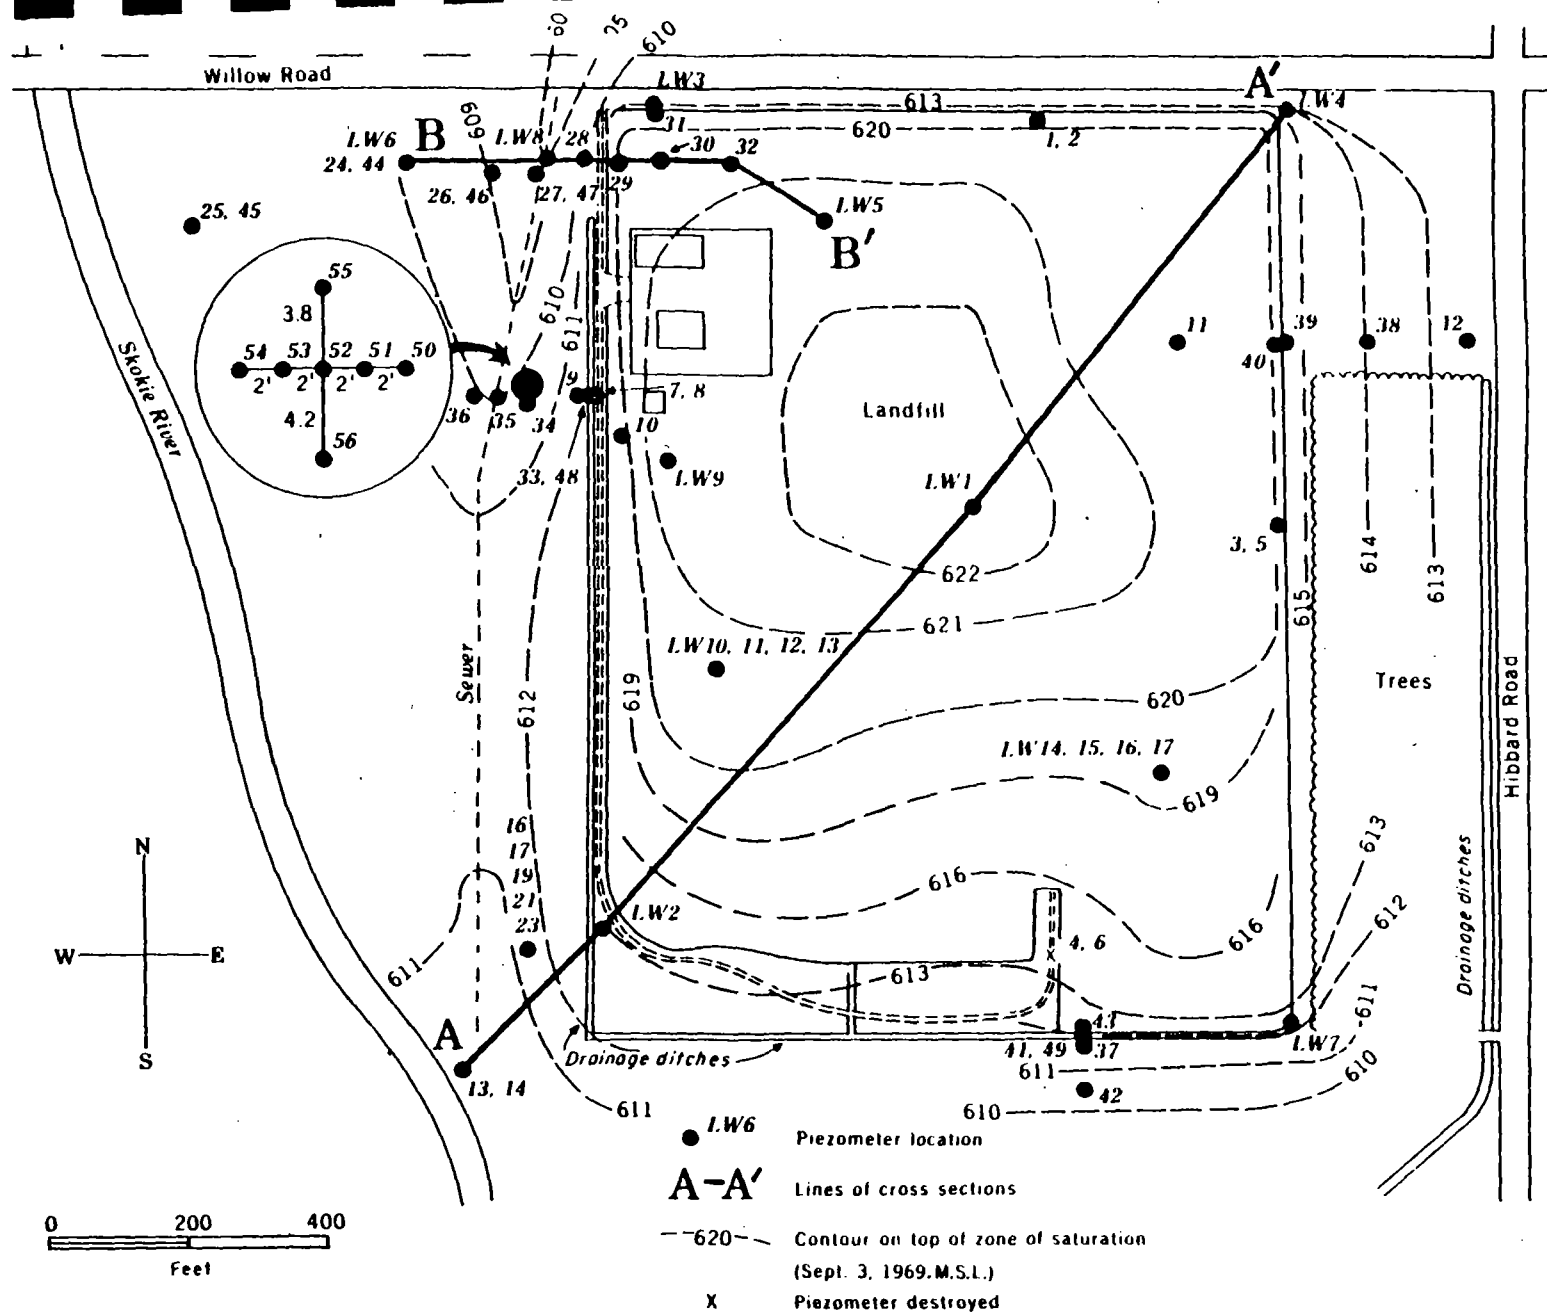 60
75
610
Willow Road
LW3
A'
LW4
613
31
620
1, 2
609
LW6
B
LW8
28
30
32
24, 44
29
26, 46
27, 47
LW5
B'
25, 45
55
3.8
610
611
54
53
52
51
50
2'
2'
2'
2'
4.2
56
Skokie River
36
35
34
9
7, 8
10
33, 48
LW9
Landfill
11
39
38
12
40
LW1
3, 5
622
621
615
614
613
LW10, 11, 12, 13
Sewer
612
619
620
Trees
Hibbard Road
LW14, 15, 16, 17
619
16
17
19
21
23
LW2
616
616
613
612
611
610
Drainage ditches
N
W
E
S
611
4, 6
X
613
A
13, 14
Drainage ditches
43
41, 49
37
LW7
611
42
611
610
LW6
Piezometer location
A-A'
Lines of cross sections
620
Contour on top of zone of saturation
(Sept. 3, 1969.M.S.L.)
X
Piezometer destroyed
0
200
400
Feet